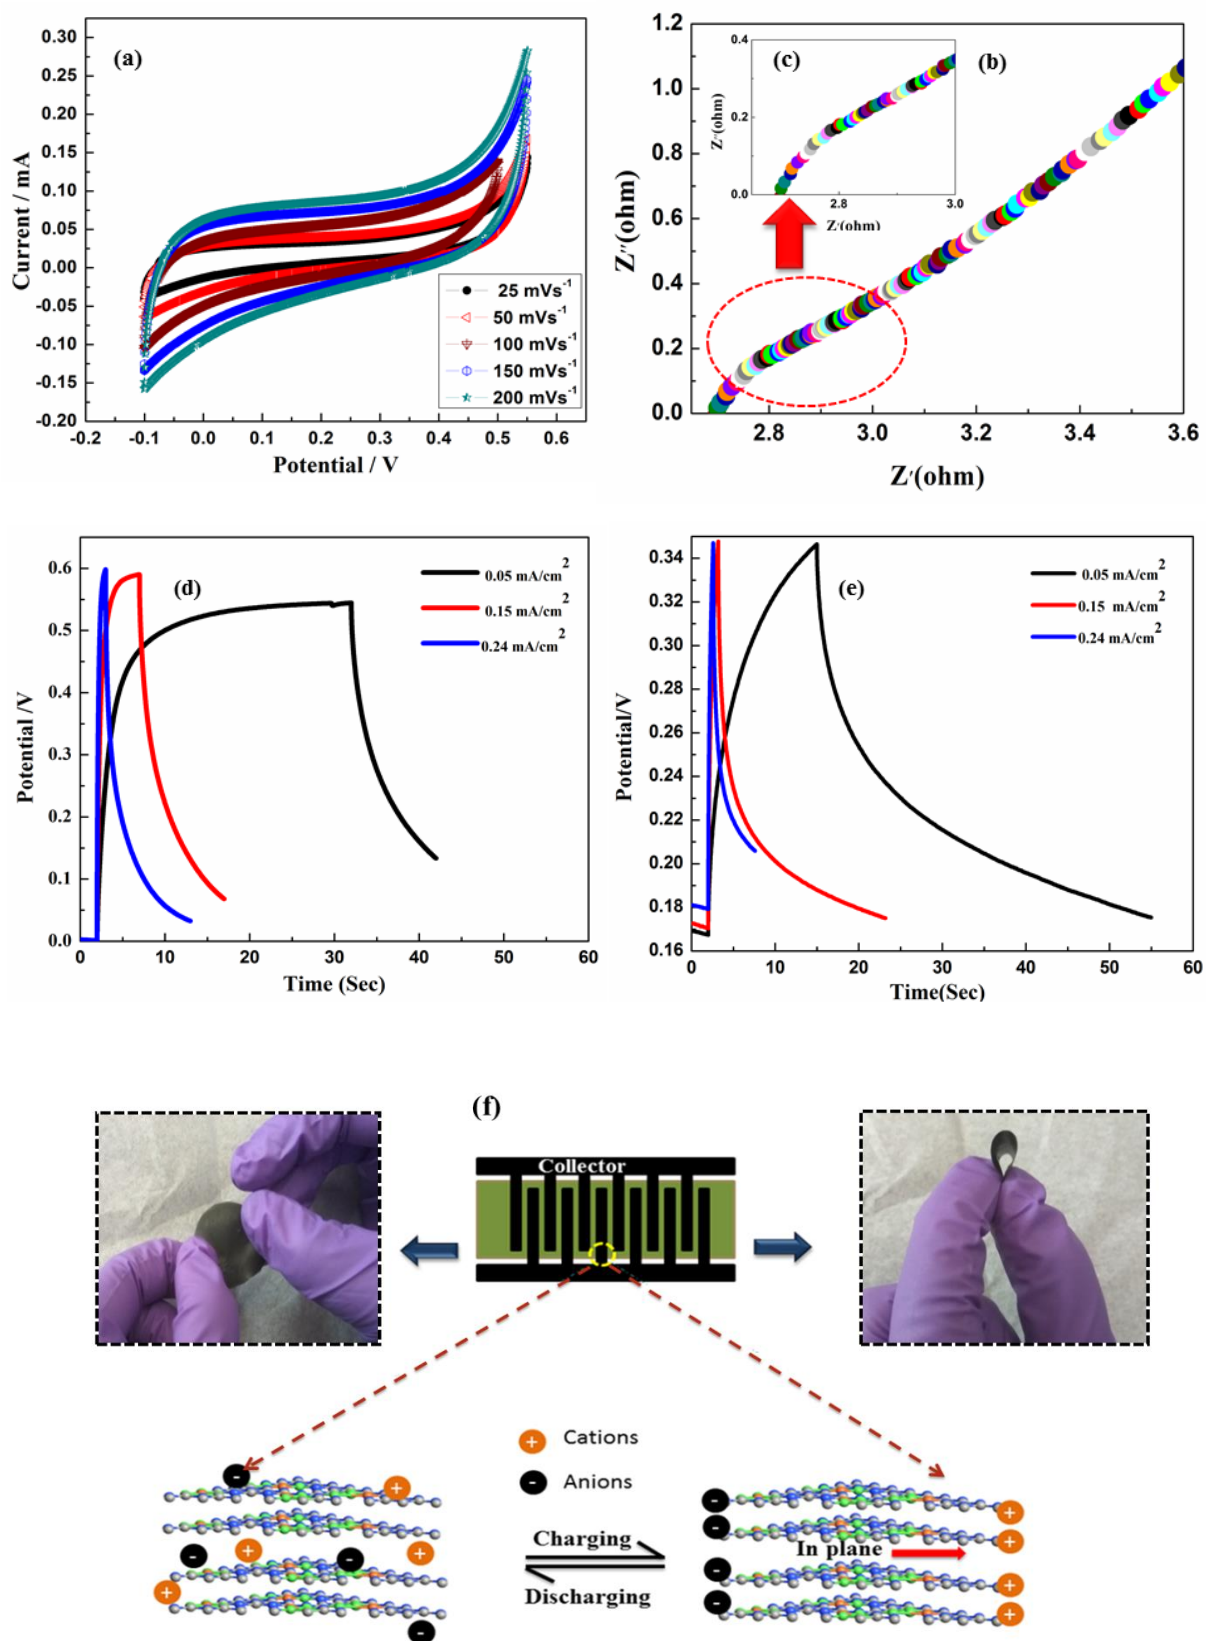 (a)
0.30
0.25
0.20
0.15
0.10
0.05
0.00
-0.05
-0.10
-0.15
-0.20
Current / mA
-0.2 -0.1 0.0 0.1 0.2 0.3 0.4 0.5 0.6
Potential / V
25 mVs-1
50 mVs-1
100 mVs-1
150 mVs-1
200 mVs-1
(b)
1.2
1.0
0.8
0.6
0.4
0.2
0.0
Z''(ohm)
2.8 3.0 3.2 3.4 3.6
Z'(ohm)
(c)
0.4
0.2
0.0
Z''(ohm)
2.8 2.9 3.0
Z'(ohm)
(d)
0.6
0.5
0.4
0.3
0.2
0.1
0.0
Potential /V
0 10 20 30 40 50 60
Time (Sec)
0.05 mA/cm2
0.15 mA/cm2
0.24 mA/cm2
(e)
0.34
0.32
0.30
0.28
0.26
0.24
0.22
0.20
0.18
0.16
Potential/V
0 10 20 30 40 50 60
Time(Sec)
0.05 mA/cm2
0.15 mA/cm2
0.24 mA/cm2
(f)
Collector
+ Cations
- Anions
Charging
Discharging
In plane